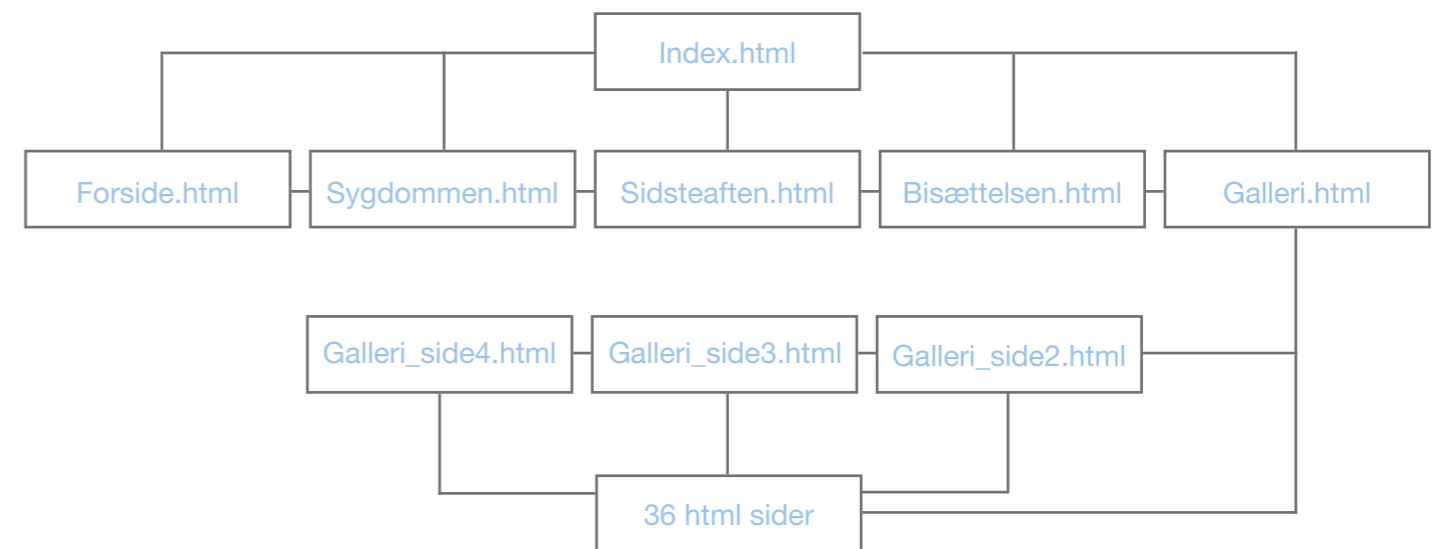 Index.html
Forside.html
Sygdommen.html
Sidsteaften.html
Bisættelsen.html
Galleri.html
Galleri_side4.html
Galleri_side3.html
Galleri_side2.html
36 html sider